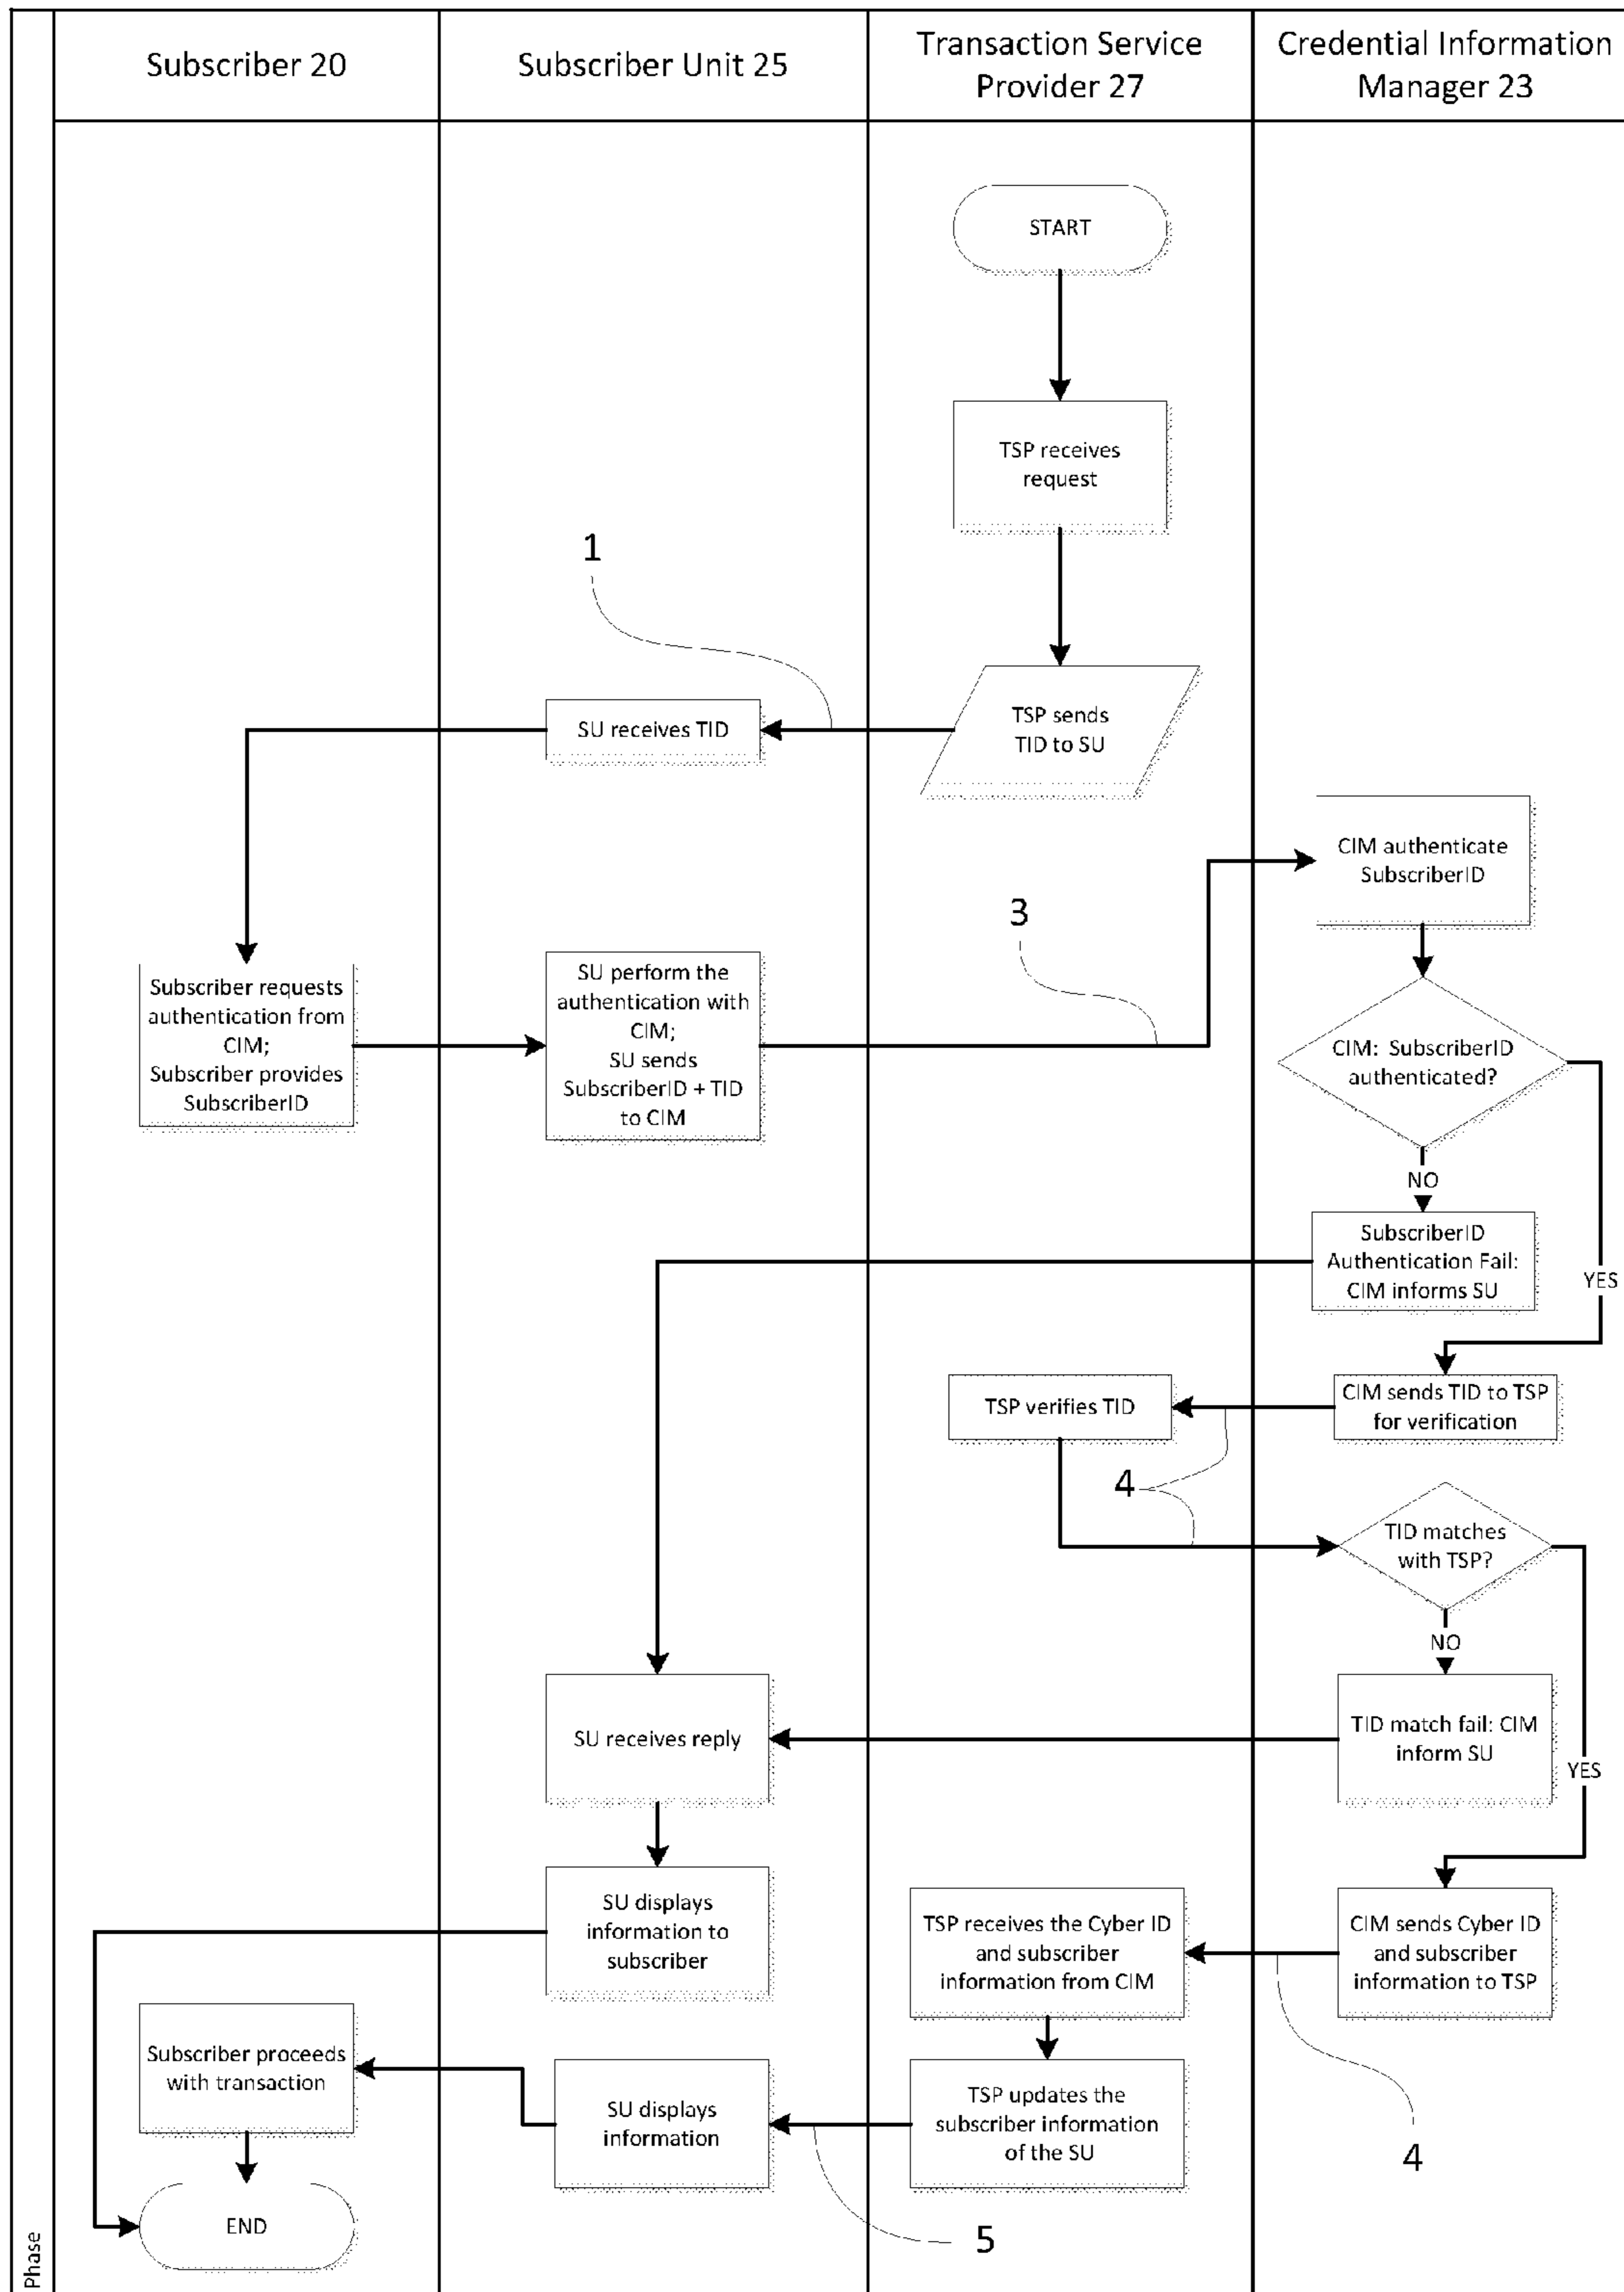 Subscriber 20
Subscriber Unit 25
Transaction Service
Provider 27
Credential Information
Manager 23
START
TSP receives
request
1
SU receives TID
TSP sends
TID to SU
CIM authenticate
SubscriberID
3
Subscriber requests
authentication from
CIM;
Subscriber provides
SubscriberID
SU perform the
authentication with
CIM;
SU sends
SubscriberID + TID
to CIM
CIM: SubscriberID
authenticated?
NO
SubscriberID
Authentication Fail:
CIM informs SU
YES
TSP verifies TID
CIM sends TID to TSP
for verification
4
TID matches
with TSP?
NO
SU receives reply
TID match fail: CIM
inform SU
YES
SU displays
information to
subscriber
TSP receives the Cyber ID
and subscriber
information from CIM
CIM sends Cyber ID
and subscriber
information to TSP
Subscriber proceeds
with transaction
SU displays
information
TSP updates the
subscriber information
of the SU
4
END
5
Phase